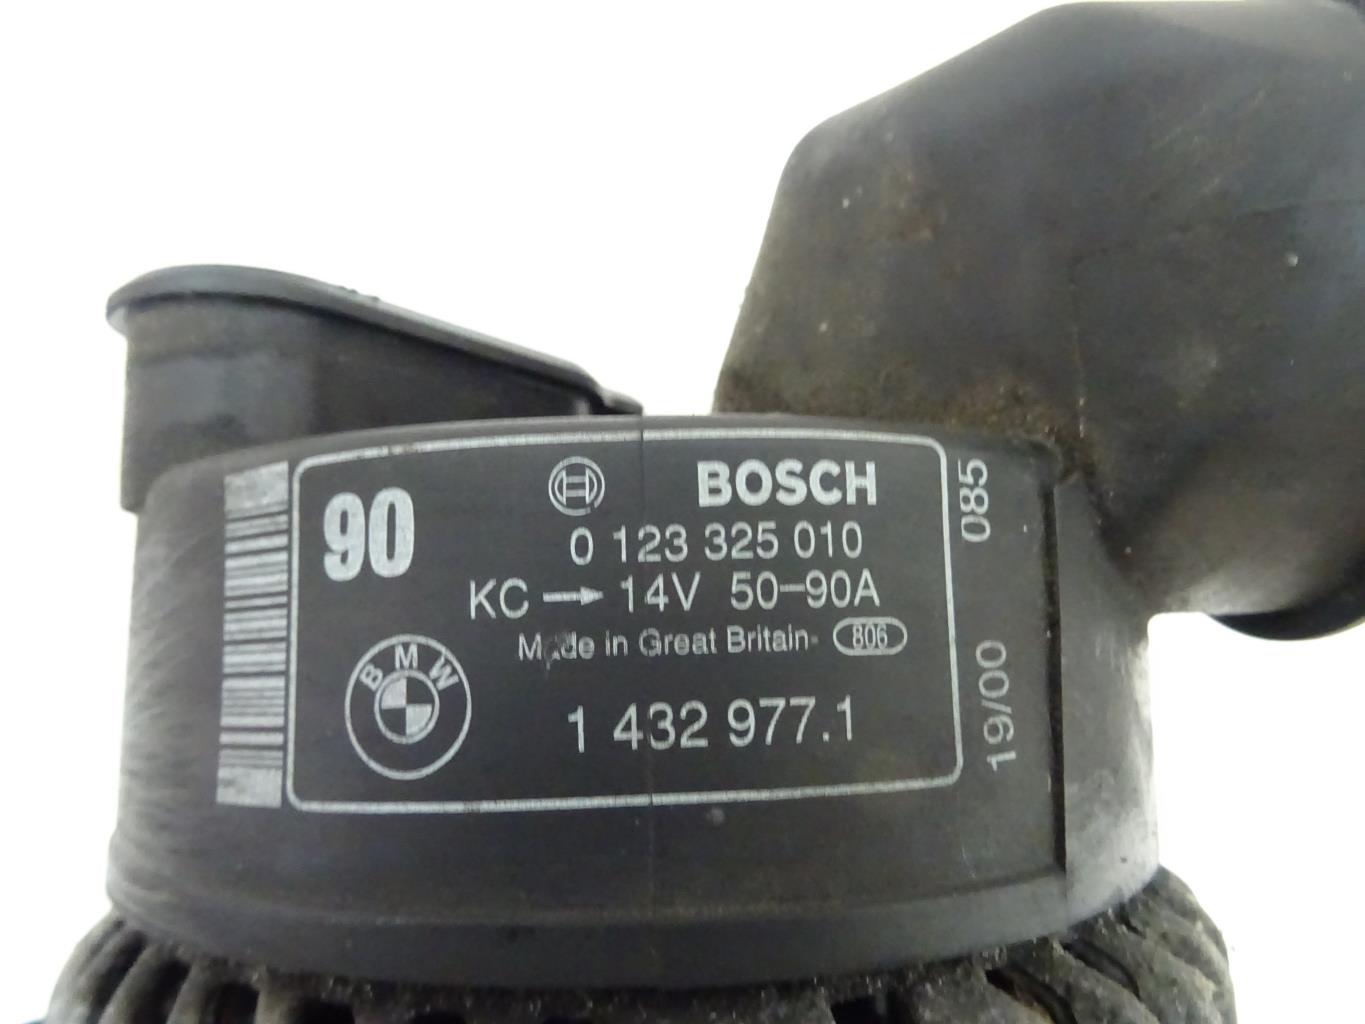 90
BOSCH
0 123 325 010
KC → 14V 50-90A
Made in Great Britain 806
BMW
1 432 977.1
085
19/00